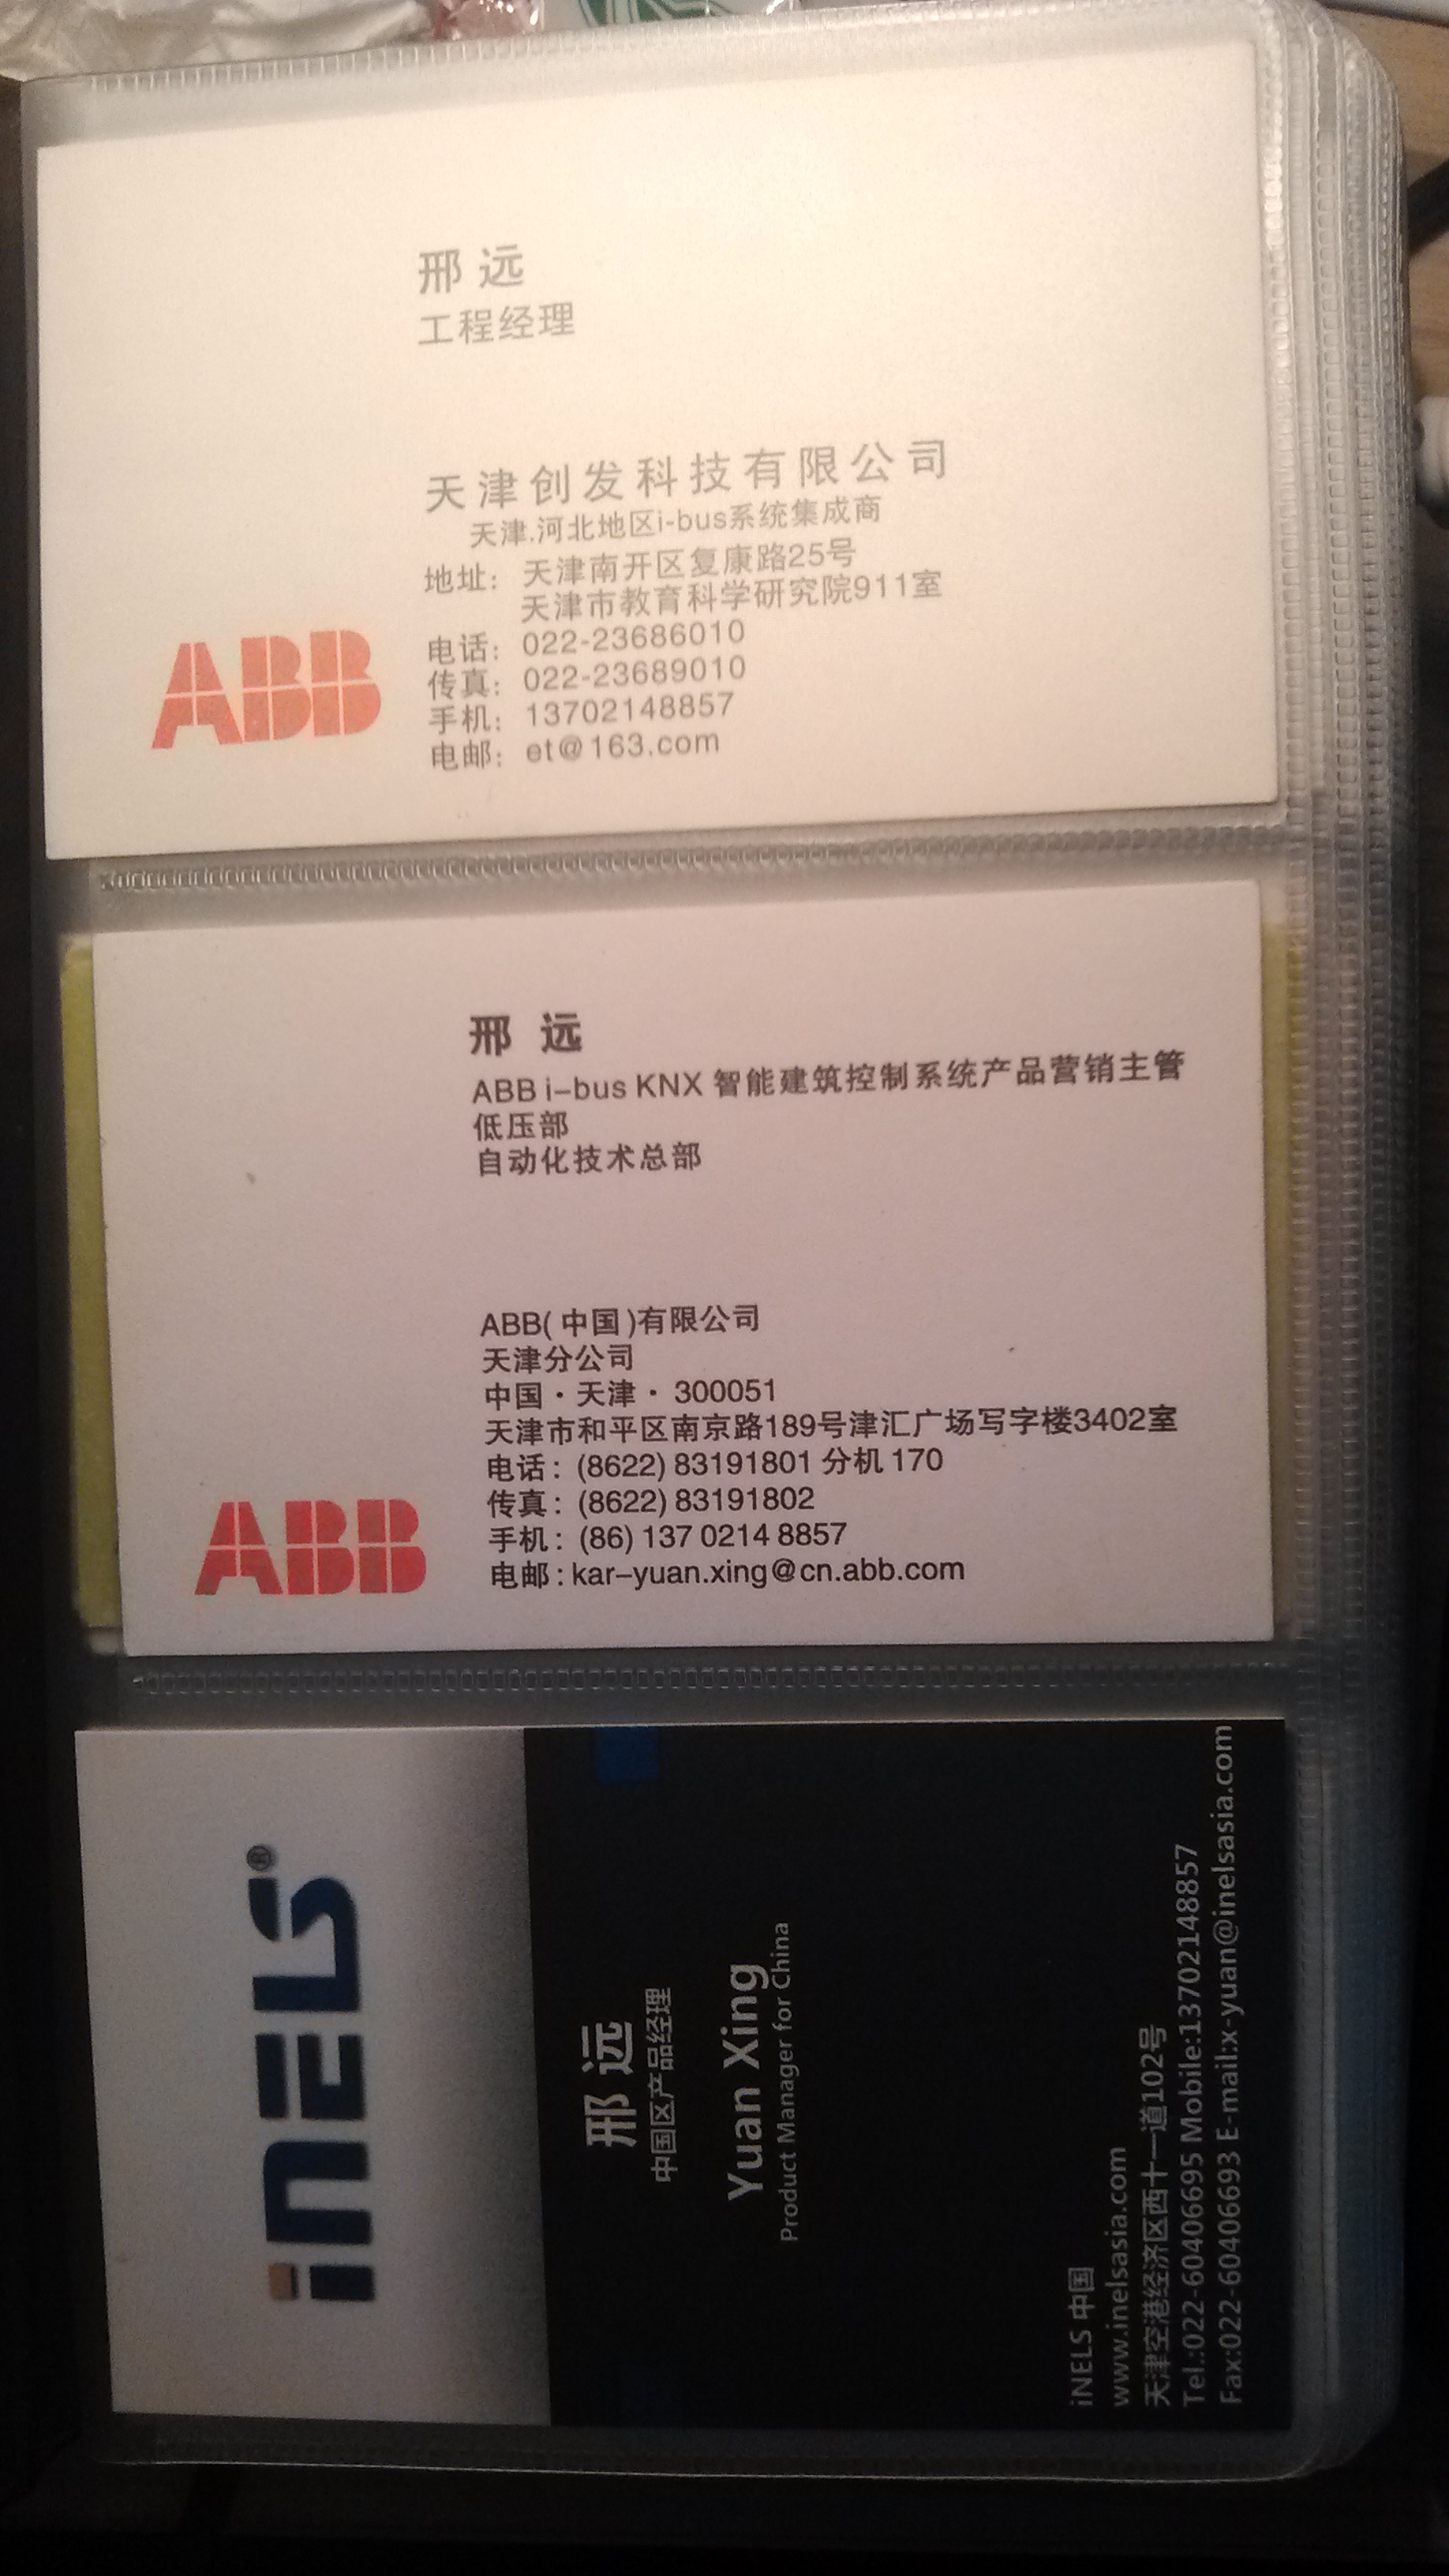 邢 远
工程经理
天津创发科技有限公司
天津.河北地区i-bus系统集成商
地址: 天津南开区复康路25号
天津市教育科学研究院911室
电话: 022-23686010
传真: 022-23689010
手机: 13702148857
电邮: et@163.com
ABB
邢 远
ABB i-bus KNX 智能建筑控制系统产品营销主管
低压部
自动化技术总部
ABB(中国)有限公司
天津分公司
中国·天津·300051
天津市和平区南京路189号津汇广场写字楼3402室
电话: (8622) 83191801 分机 170
传真: (8622) 83191802
手机: (86) 137 0214 8857
电邮: kar-yuan.xing@cn.abb.com
ABB
iNELS®
邢 远
中国区产品经理
Yuan Xing
Product Manager for China
iNELS 中国
www.inelsasia.com
天津空港经济区西十一道102号
Tel.:022-60406695 Mobile:13702148857
Fax:022-60406693 E-mail:x-yuan@inelsasia.com